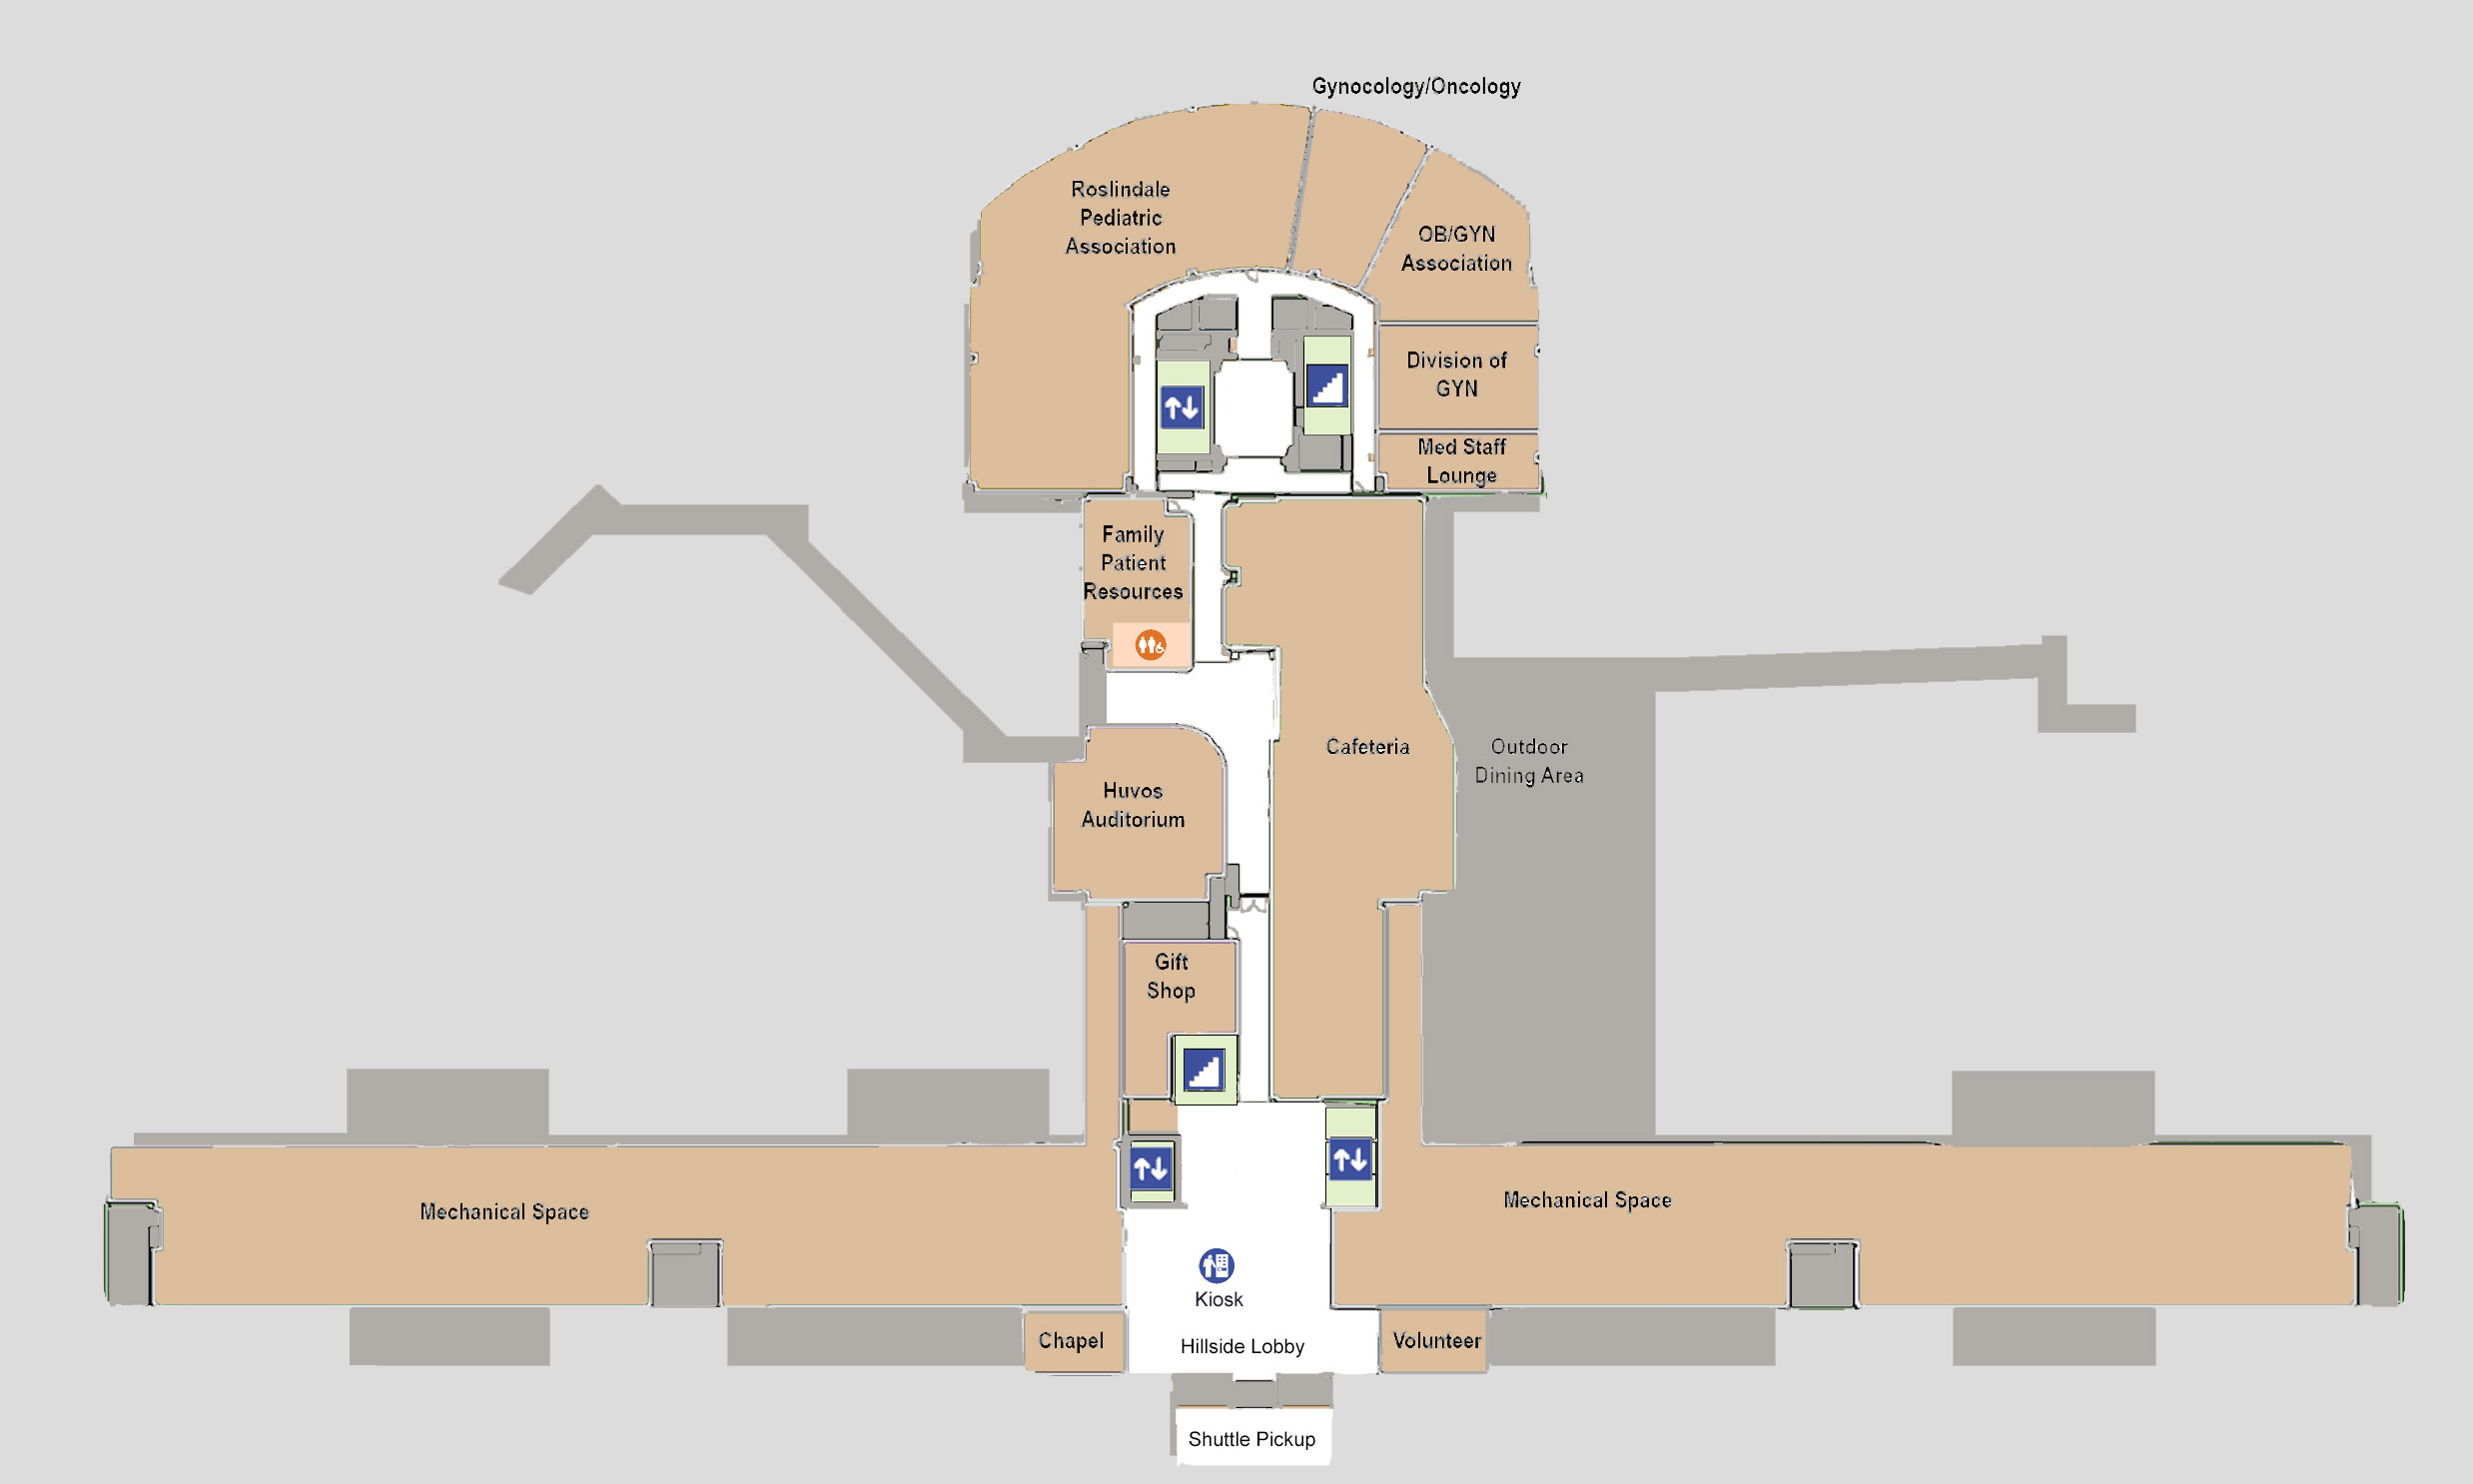 Gynocology/Oncology
Roslindale
Pediatric
Association
OB/GYN
Association
Division of
GYN
Med Staff
Lounge
Family
Patient
Resources
Cafeteria
Outdoor
Dining Area
Huvos
Auditorium
Gift
Shop
Mechanical Space
Mechanical Space
Kiosk
Chapel
Hillside Lobby
Volunteer
Shuttle Pickup